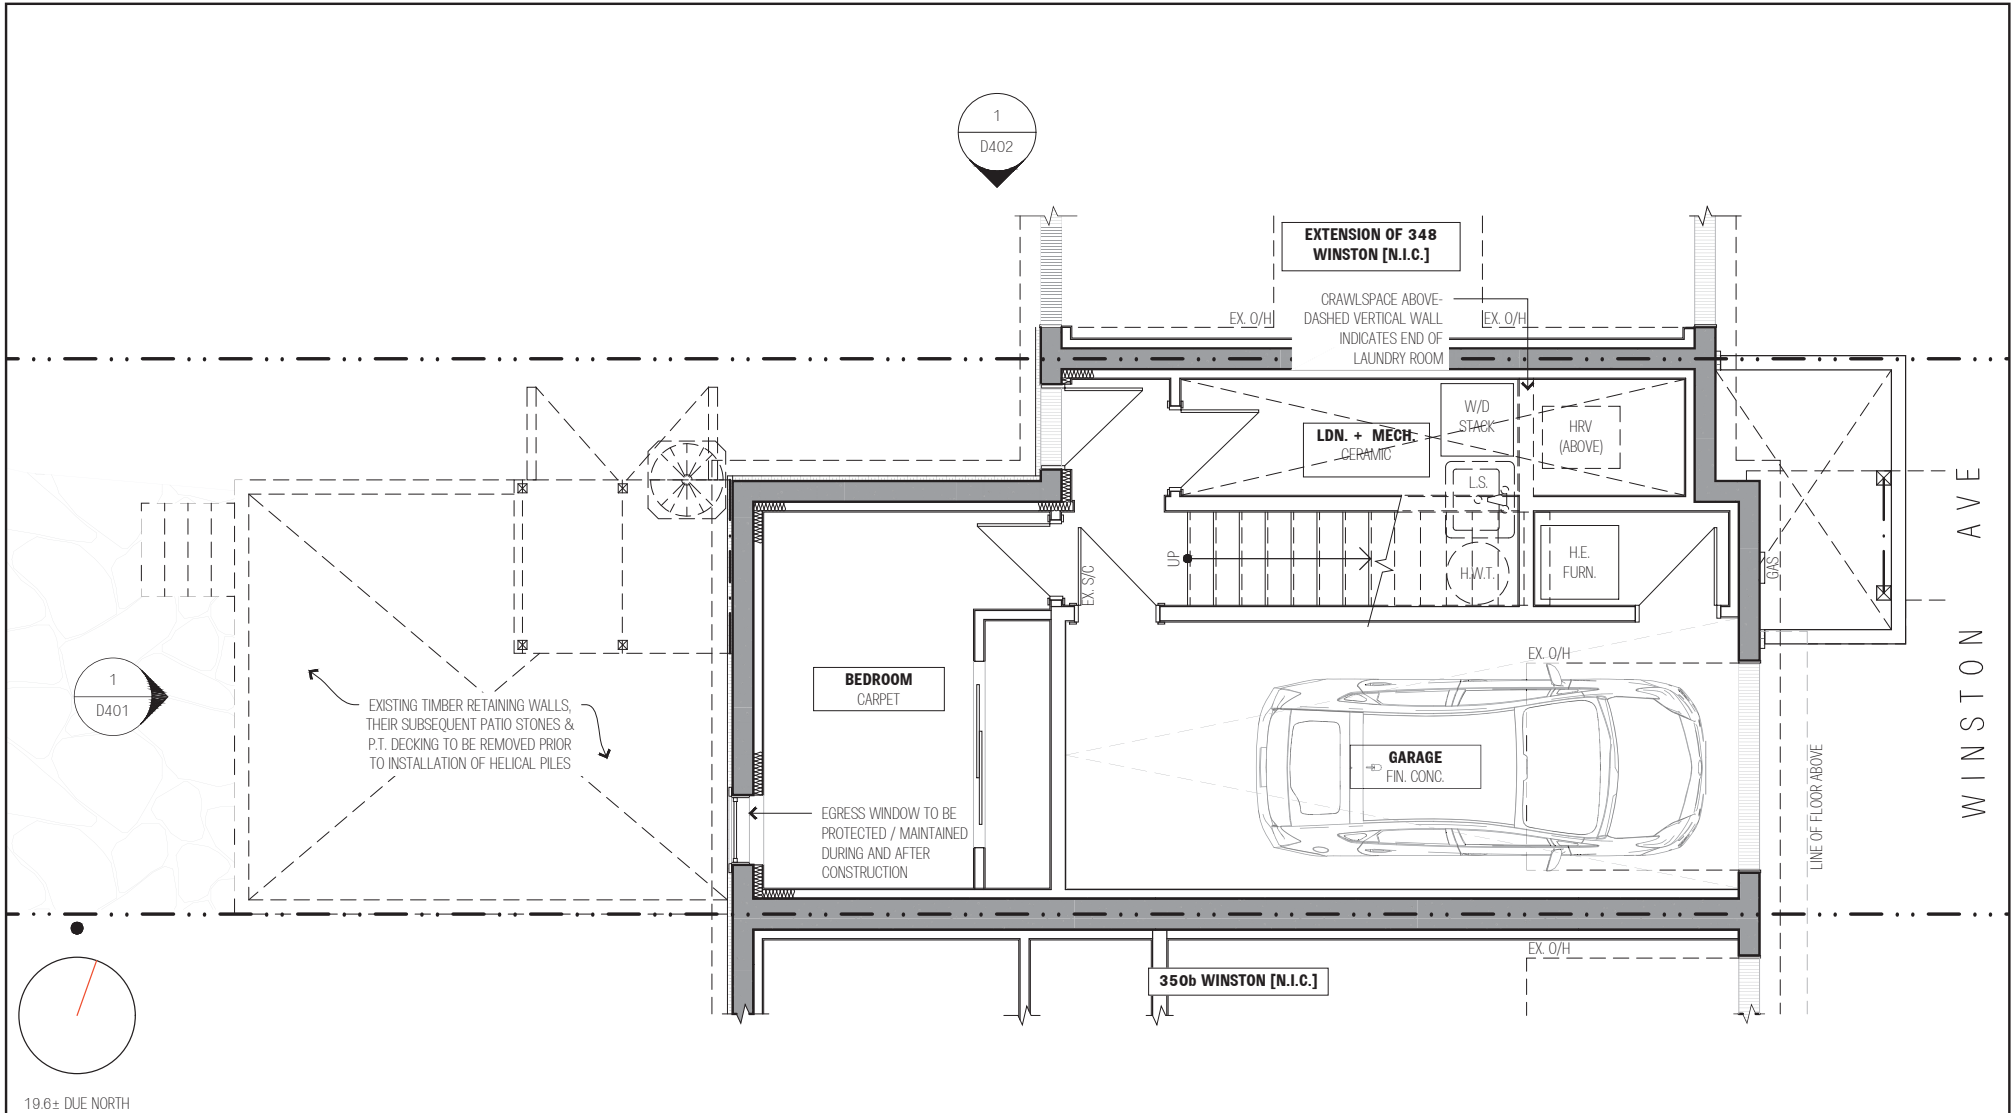 1
D402
EXTENSION OF 348
WINSTON [N.I.C.]
CRAWLSPACE ABOVE-
DASHED VERTICAL WALL
INDICATES END OF
LAUNDRY ROOM
EX. O/H
EX. O/H
W/D
STACK
HRV
(ABOVE)
LDN. + MECH.
CERAMIC
L.S.
UP
H.W.T.
H.E.
FURN.
GAS
EX. S/C
WINSTON AVE
1
D401
EXISTING TIMBER RETAINING WALLS,
THEIR SUBSEQUENT PATIO STONES &
P.T. DECKING TO BE REMOVED PRIOR
TO INSTALLATION OF HELICAL PILES
BEDROOM
CARPET
EX. O/H
GARAGE
FIN. CONC.
LINE OF FLOOR ABOVE
EGRESS WINDOW TO BE
PROTECTED / MAINTAINED
DURING AND AFTER
CONSTRUCTION
EX. O/H
350b WINSTON [N.I.C.]
19.6± DUE NORTH